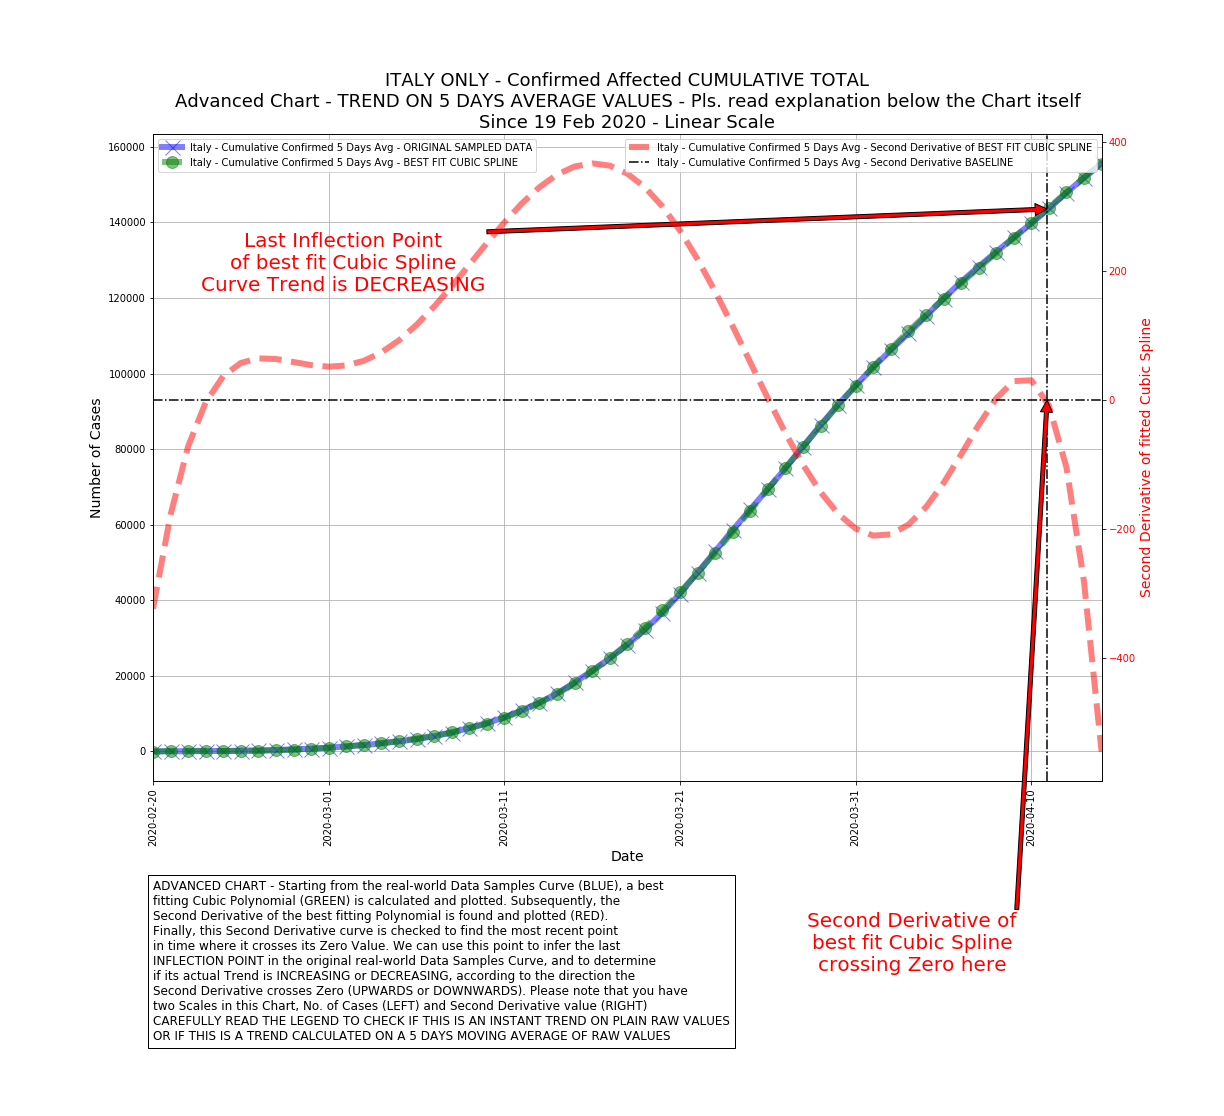 ITALY ONLY - Confirmed Affected CUMULATIVE TOTAL
Advanced Chart - TREND ON 5 DAYS AVERAGE VALUES - Pls. read explanation below the Chart itself
Since 19 Feb 2020 - Linear Scale
Italy - Cumulative Confirmed 5 Days Avg - ORIGINAL SAMPLED DATA
Italy - Cumulative Confirmed 5 Days Avg - BEST FIT CUBIC SPLINE
Italy - Cumulative Confirmed 5 Days Avg - Second Derivative of BEST FIT CUBIC SPLINE
Italy - Cumulative Confirmed 5 Days Avg - Second Derivative BASELINE
Last Inflection Point
of best fit Cubic Spline
Curve Trend is DECREASING
Number of Cases
160000
140000
120000
100000
80000
60000
40000
20000
0
400
200
0
−200
−400
Second Derivative of fitted Cubic Spline
2020-02-20
2020-03-01
2020-03-11
2020-03-21
2020-03-31
2020-04-10
Date
ADVANCED CHART - Starting from the real-world Data Samples Curve (BLUE), a best
fitting Cubic Polynomial (GREEN) is calculated and plotted. Subsequently, the
Second Derivative of the best fitting Polynomial is found and plotted (RED).
Finally, this Second Derivative curve is checked to find the most recent point
in time where it crosses its Zero Value. We can use this point to infer the last
INFLECTION POINT in the original real-world Data Samples Curve, and to determine
if its actual Trend is INCREASING or DECREASING, according to the direction the
Second Derivative crosses Zero (UPWARDS or DOWNWARDS). Please note that you have
two Scales in this Chart, No. of Cases (LEFT) and Second Derivative value (RIGHT)
CAREFULLY READ THE LEGEND TO CHECK IF THIS IS AN INSTANT TREND ON PLAIN RAW VALUES
OR IF THIS IS A TREND CALCULATED ON A 5 DAYS MOVING AVERAGE OF RAW VALUES
Second Derivative of
best fit Cubic Spline
crossing Zero here